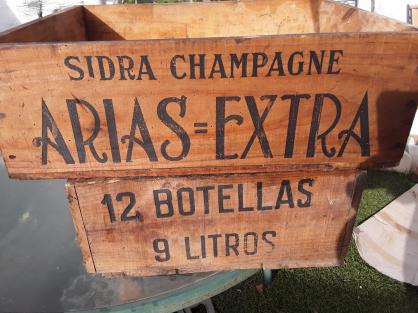 SIDRA CHAMPAGNE
ARIAS=EXTRA
12 BOTELLAS
9 LITROS